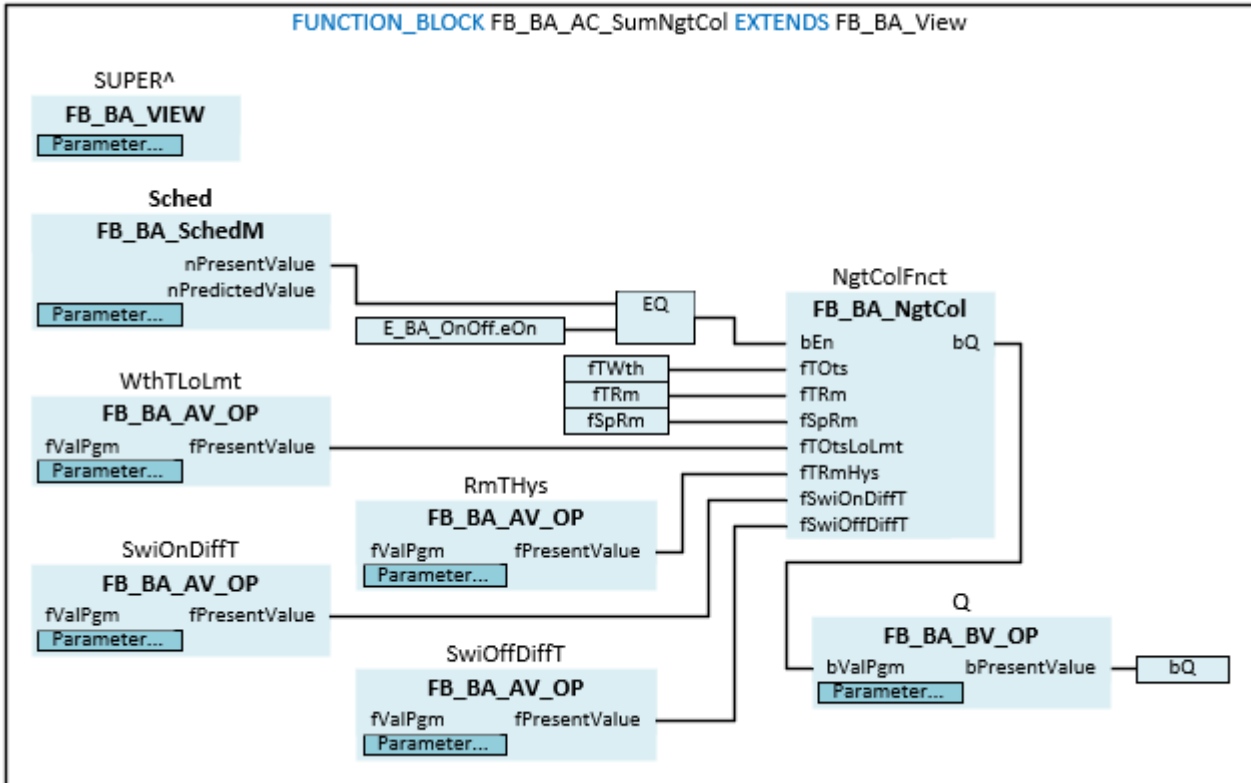 FUNCTION_BLOCK FB_BA_AC_SumNgtCol EXTENDS FB_BA_View
SUPER^
FB_BA_VIEW
Parameter...
Sched
FB_BA_SchedM
nPresentValue
nPredictedValue
Parameter...
E_BA_OnOff.eOn
EQ
NgtColFnct
FB_BA_NgtCol
bEn bQ
fTOts
fTRm
fSpRm
fTOtsLoLmt
fTRmHys
fSwiOnDiffT
fSwiOffDiffT
fTWth
fTRm
fSpRm
WthTLoLmt
FB_BA_AV_OP
fValPgm fPresentValue
Parameter...
RmTHys
FB_BA_AV_OP
fValPgm fPresentValue
Parameter...
SwiOnDiffT
FB_BA_AV_OP
fValPgm fPresentValue
Parameter...
SwiOffDiffT
FB_BA_AV_OP
fValPgm fPresentValue
Parameter...
Q
FB_BA_BV_OP
bValPgm bPresentValue
Parameter...
bQ